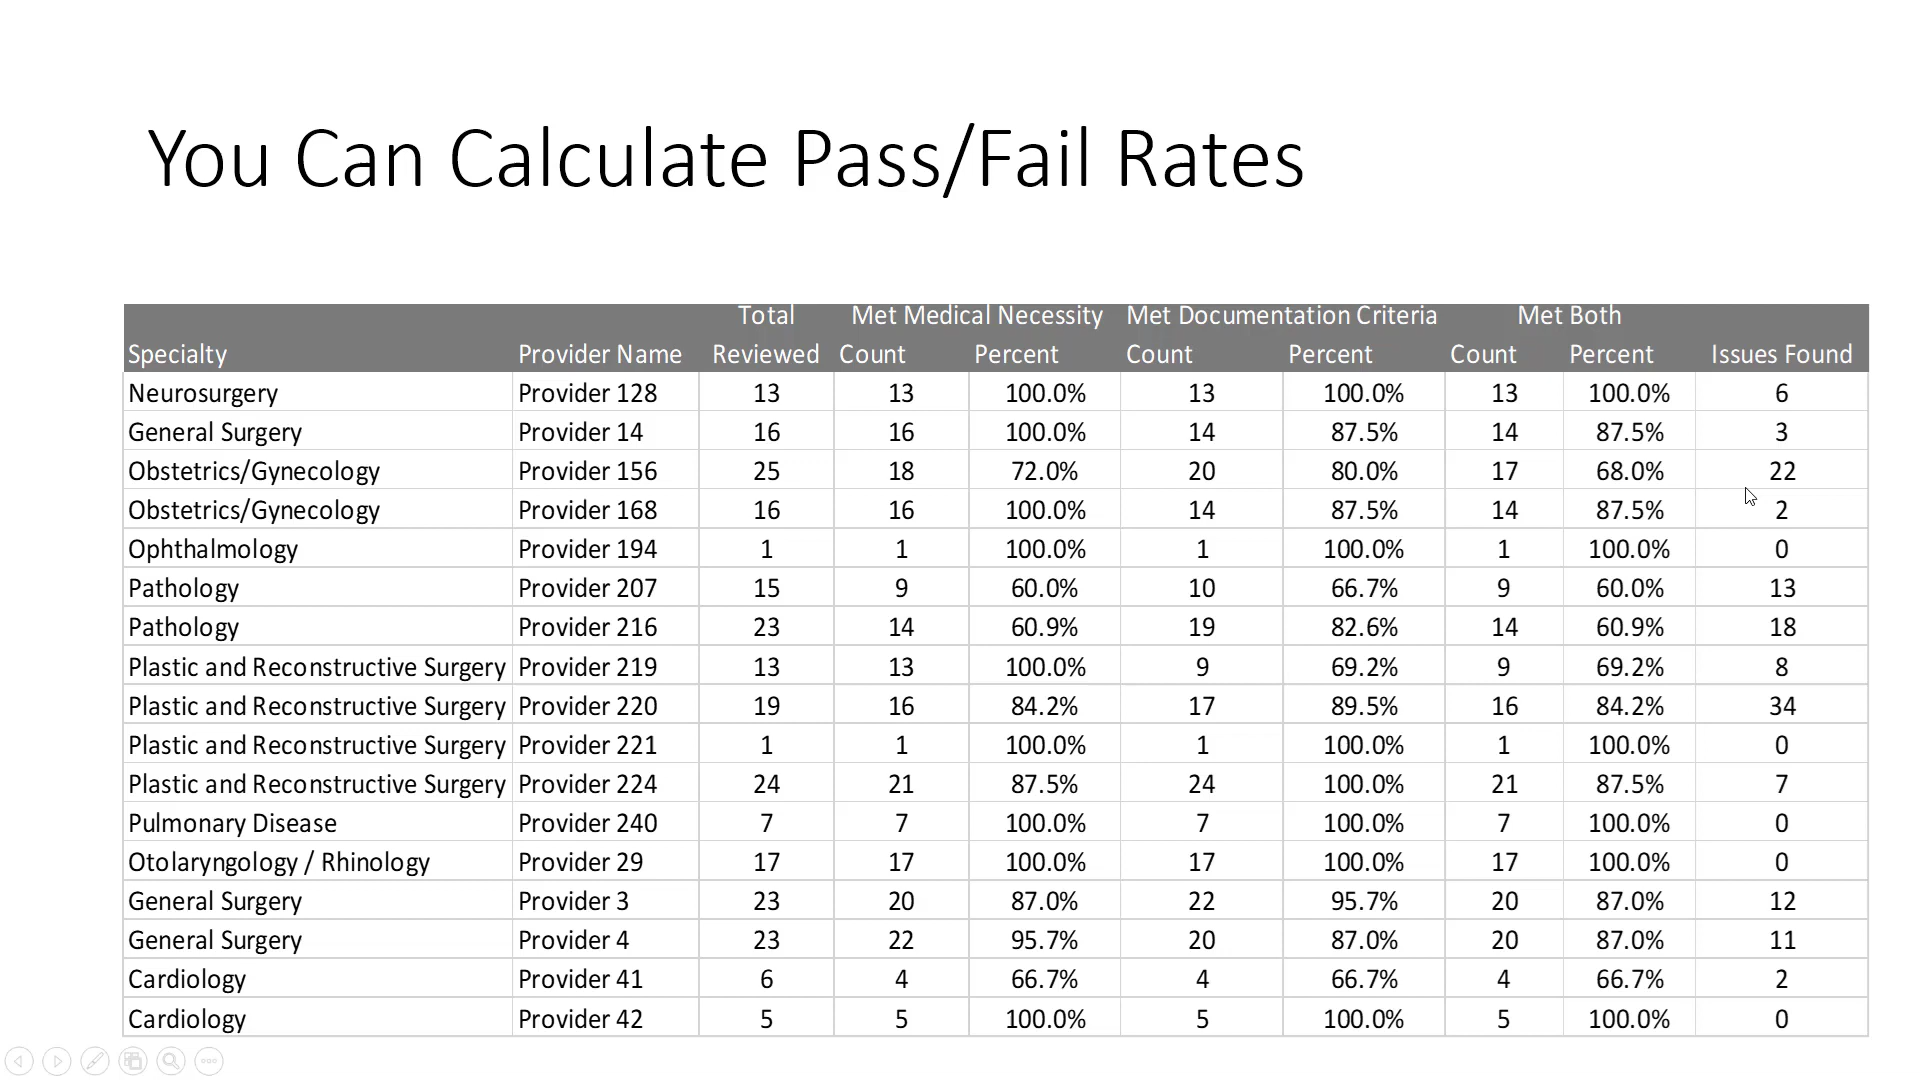 You Can Calculate Pass/Fail Rates
Total Met Medical Necessity Met Documentation Criteria Met Both
Specialty Provider Name Reviewed Count Percent Count Percent Count Percent Issues Found
Neurosurgery Provider 128 13 13 100.0% 13 100.0% 13 100.0% 6
General Surgery Provider 14 16 16 100.0% 14 87.5% 14 87.5% 3
Obstetrics/Gynecology Provider 156 25 18 72.0% 20 80.0% 17 68.0% 22
Obstetrics/Gynecology Provider 168 16 16 100.0% 14 87.5% 14 87.5% 2
Ophthalmology Provider 194 1 1 100.0% 1 100.0% 1 100.0% 0
Pathology Provider 207 15 9 60.0% 10 66.7% 9 60.0% 13
Pathology Provider 216 23 14 60.9% 19 82.6% 14 60.9% 18
Plastic and Reconstructive Surgery Provider 219 13 13 100.0% 9 69.2% 9 69.2% 8
Plastic and Reconstructive Surgery Provider 220 19 16 84.2% 17 89.5% 16 84.2% 34
Plastic and Reconstructive Surgery Provider 221 1 1 100.0% 1 100.0% 1 100.0% 0
Plastic and Reconstructive Surgery Provider 224 24 21 87.5% 24 100.0% 21 87.5% 7
Pulmonary Disease Provider 240 7 7 100.0% 7 100.0% 7 100.0% 0
Otolaryngology / Rhinology Provider 29 17 17 100.0% 17 100.0% 17 100.0% 0
General Surgery Provider 3 23 20 87.0% 22 95.7% 20 87.0% 12
General Surgery Provider 4 23 22 95.7% 20 87.0% 20 87.0% 11
Cardiology Provider 41 6 4 66.7% 4 66.7% 4 66.7% 2
Cardiology Provider 42 5 5 100.0% 5 100.0% 5 100.0% 0